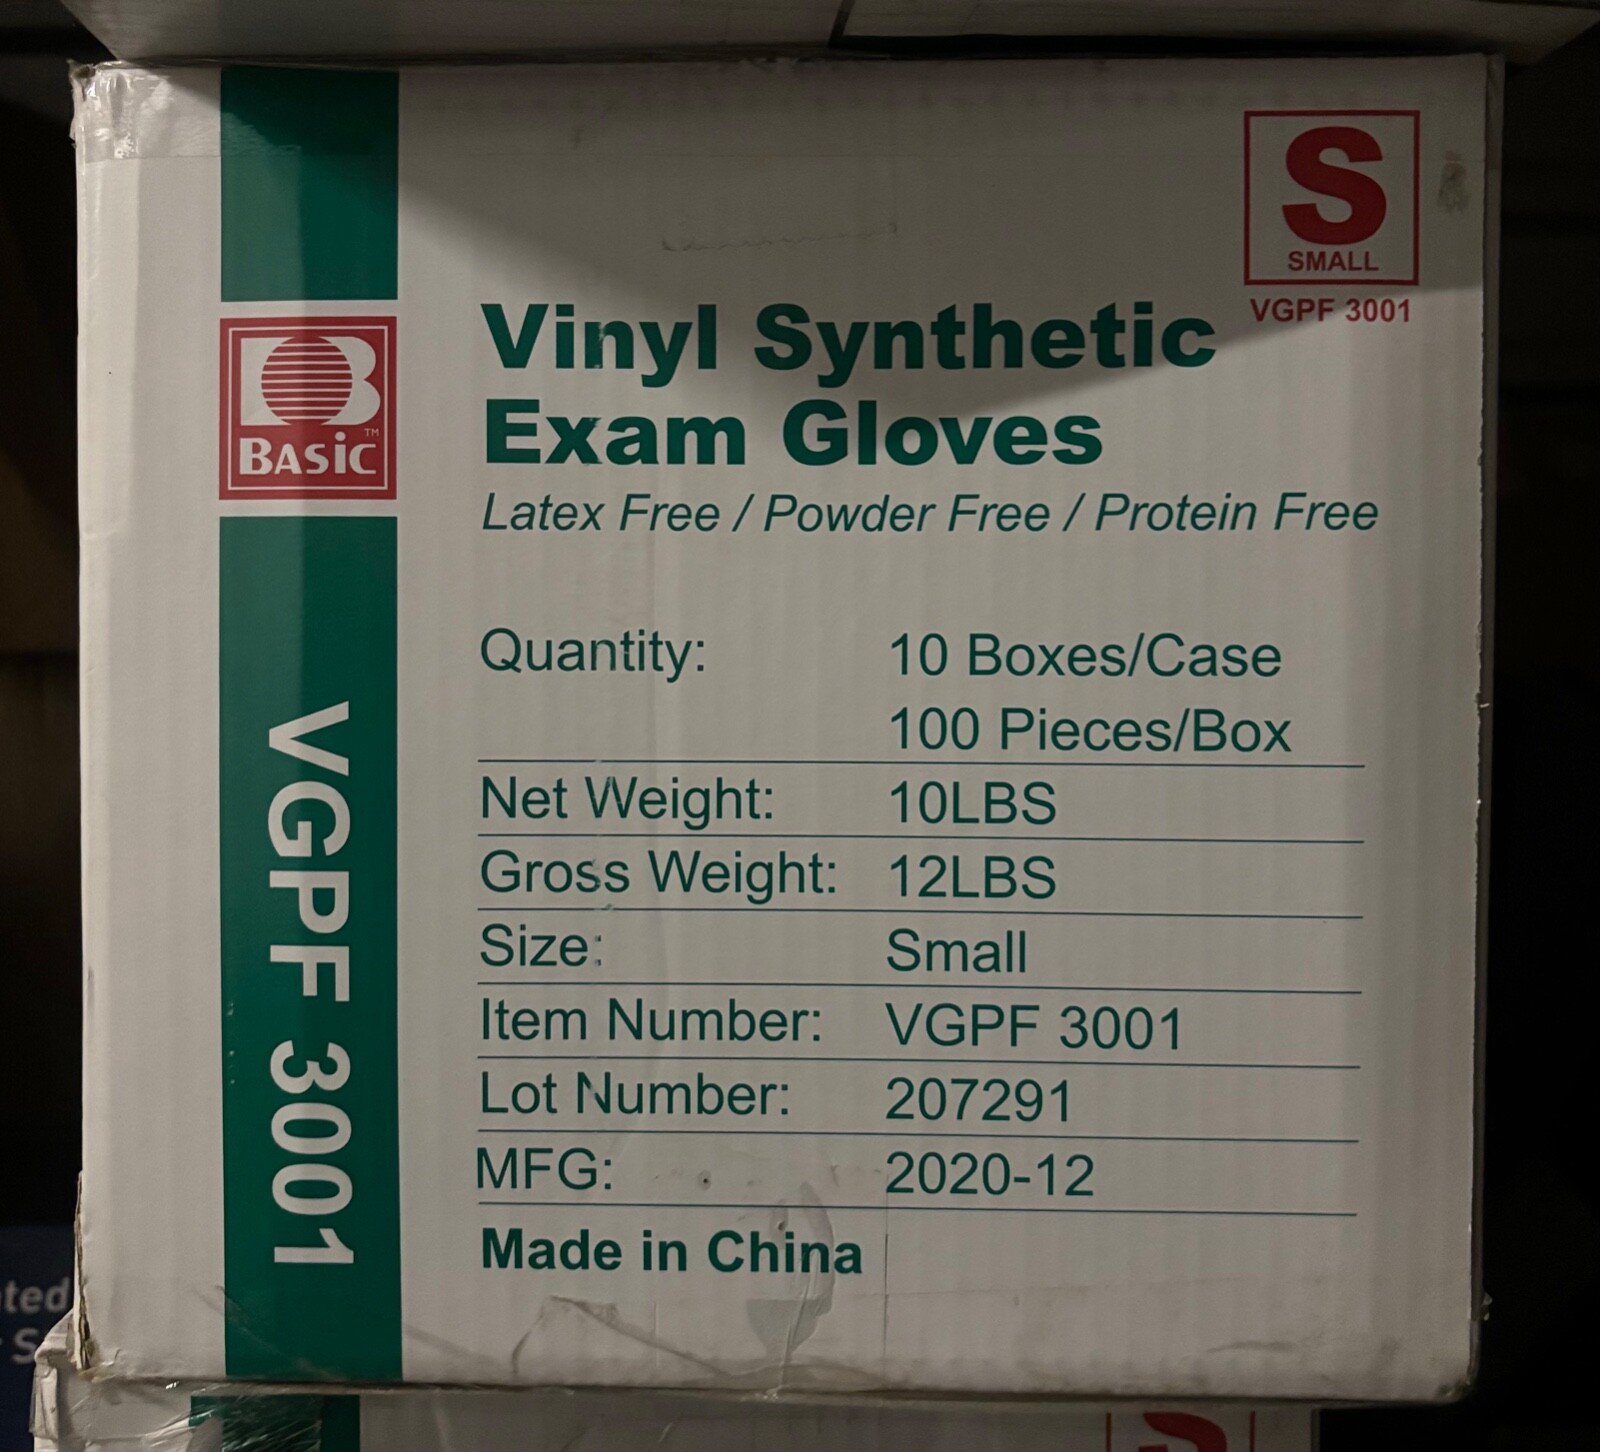 S
SMALL
VGPF 3001
B
BASiC™
Vinyl Synthetic
Exam Gloves
Latex Free / Powder Free / Protein Free
Quantity: 10 Boxes/Case
100 Pieces/Box
Net Weight: 10LBS
Gross Weight: 12LBS
Size: Small
Item Number: VGPF 3001
Lot Number: 207291
MFG: 2020-12
Made in China
VGPF 3001
S